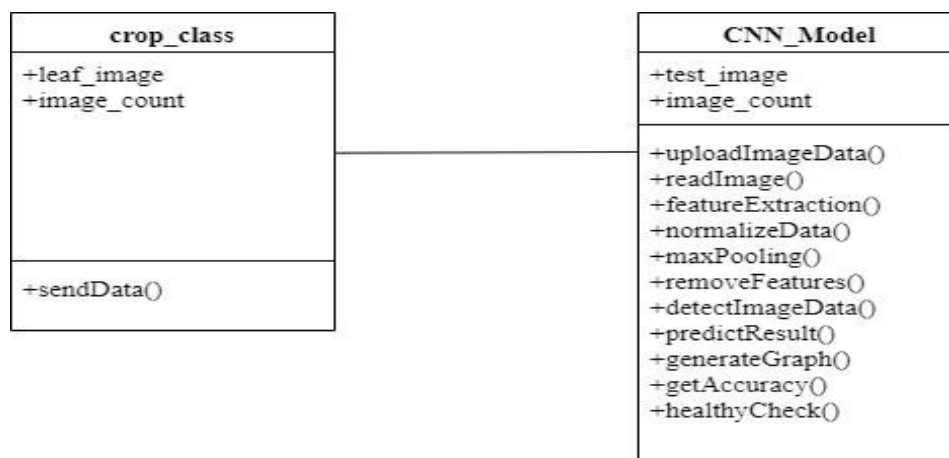 crop_class
+leaf_image
+image_count
+sendData()
CNN_Model
+test_image
+image_count
+uploadImageData()
+readImage()
+featureExtraction()
+normalizeData()
+maxPooling()
+removeFeatures()
+detectImageData()
+predictResult()
+generateGraph()
+getAccuracy()
+healthyCheck()